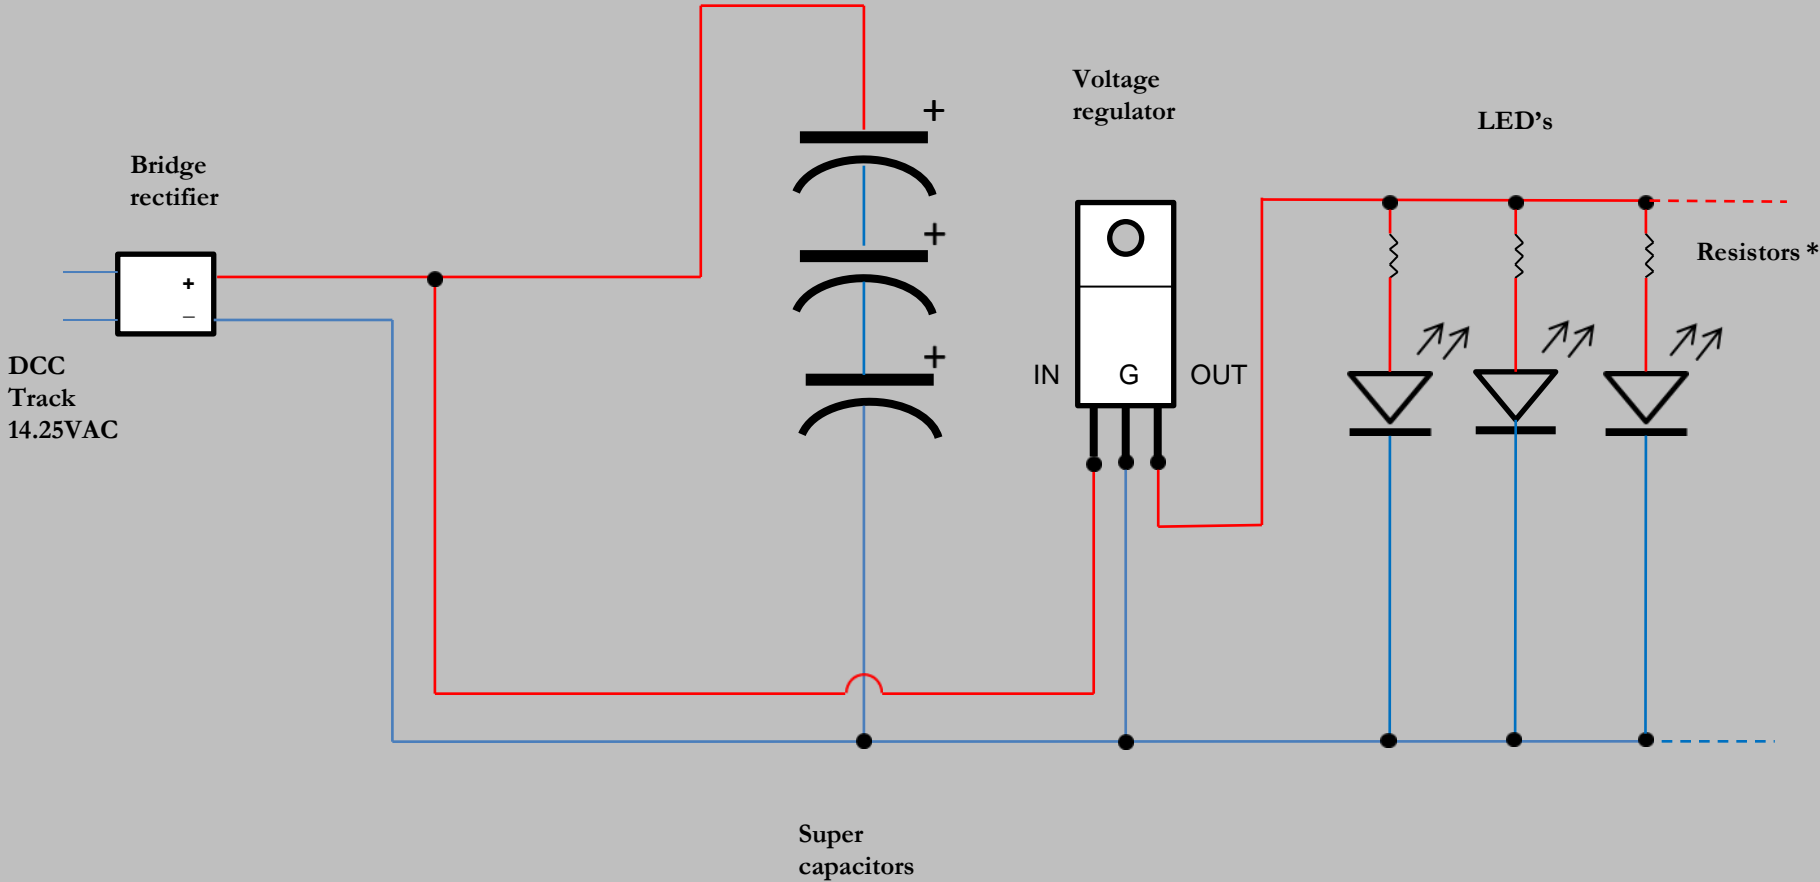 Voltage
regulator
LED's
Bridge
rectifier
+
+
+
+
−
Resistors *
DCC
Track
14.25VAC
IN G OUT
Super
capacitors